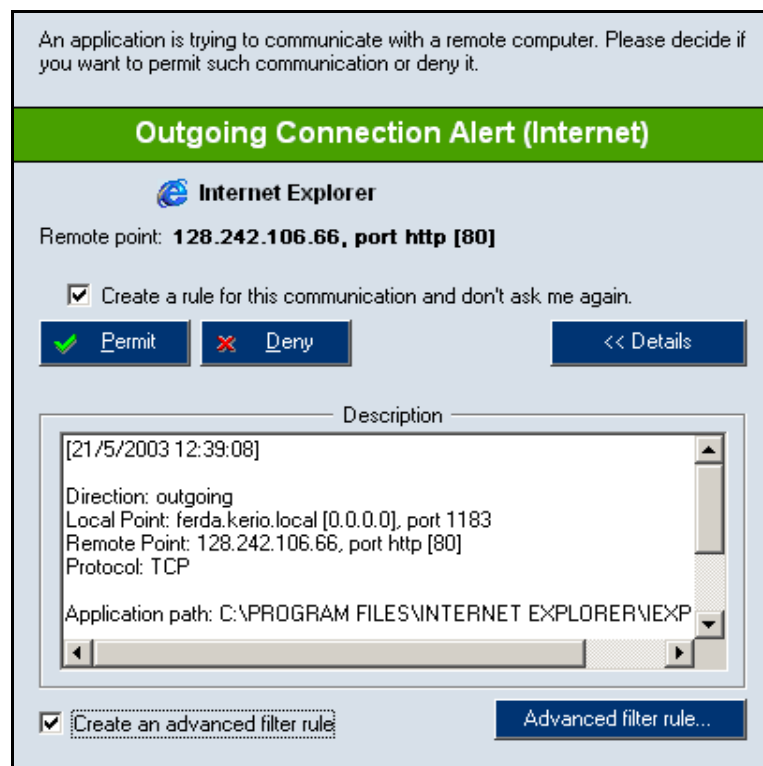 An application is trying to communicate with a remote computer. Please decide if
you want to permit such communication or deny it.
Outgoing Connection Alert (Internet)
Internet Explorer
Remote point: 128.242.106.66, port http [80]
Create a rule for this communication and don't ask me again.
Permit
Deny
<< Details
Description
[21/5/2003 12:39:08]
Direction: outgoing
Local Point: ferda.kerio.local [0.0.0.0], port 1183
Remote Point: 128.242.106.66, port http [80]
Protocol: TCP
Application path: C:\PROGRAM FILES\INTERNET EXPLORER\IEXP
Create an advanced filter rule
Advanced filter rule...